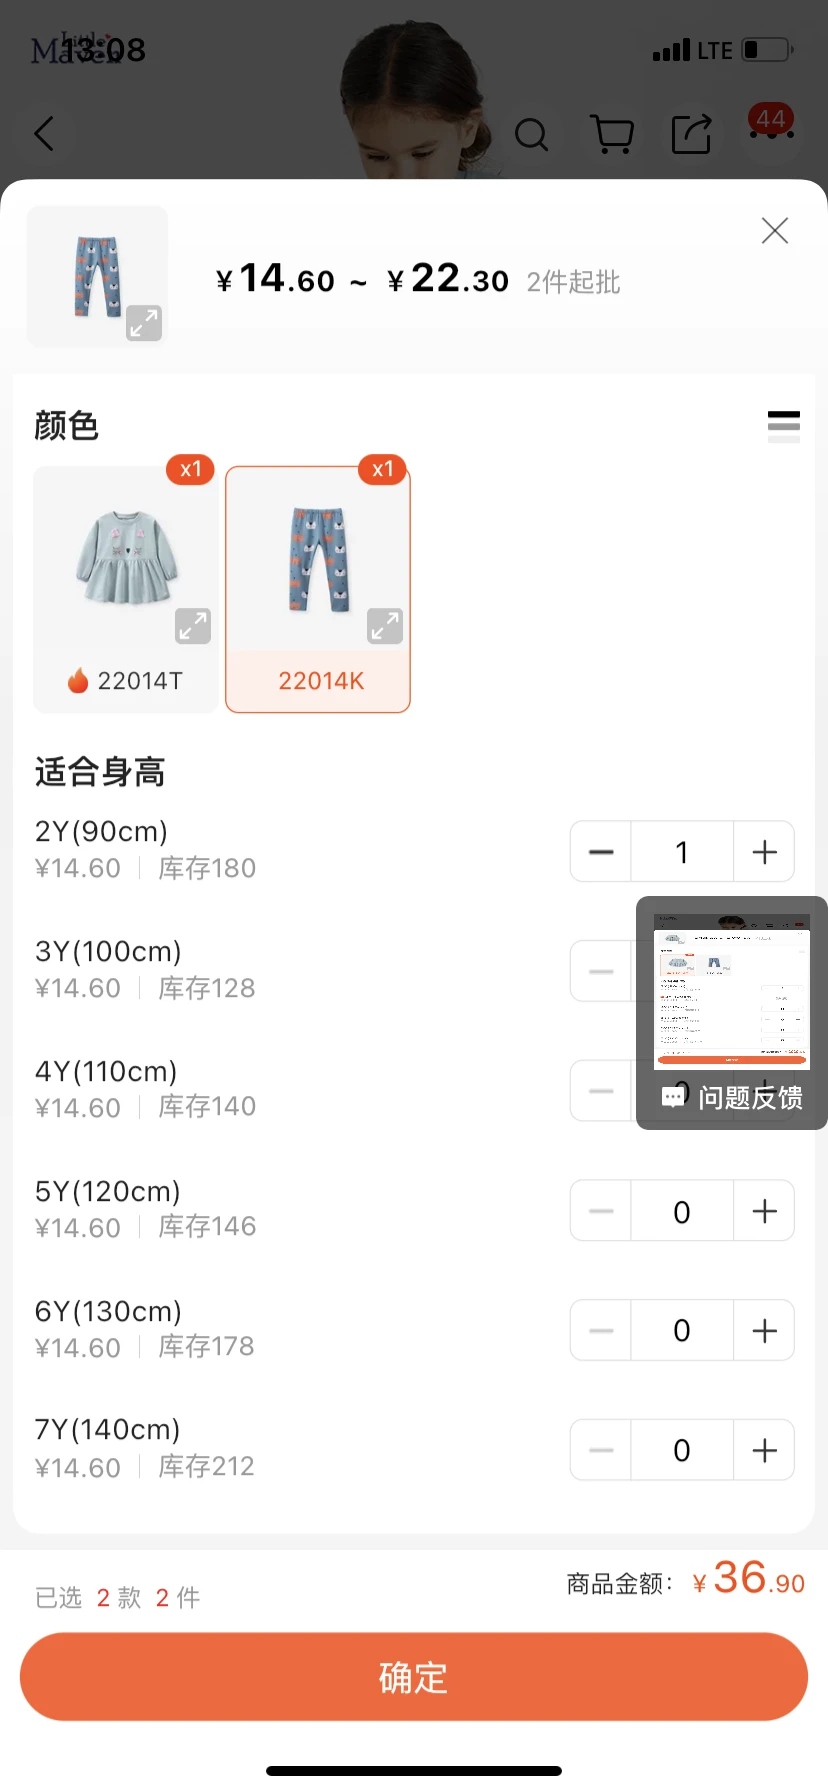 Little
Maven
13:08
LTE
44
¥14.60 ~ ¥22.30 2件起批
颜色
x1
x1
22014T
22014K
适合身高
2Y(90cm)
¥14.60 库存180
1
3Y(100cm)
¥14.60 库存128
4Y(110cm)
¥14.60 库存140
0
问题反馈
5Y(120cm)
¥14.60 库存146
0
6Y(130cm)
¥14.60 库存178
0
7Y(140cm)
¥14.60 库存212
0
已选 2 款 2 件
商品金额: ¥36.90
确定